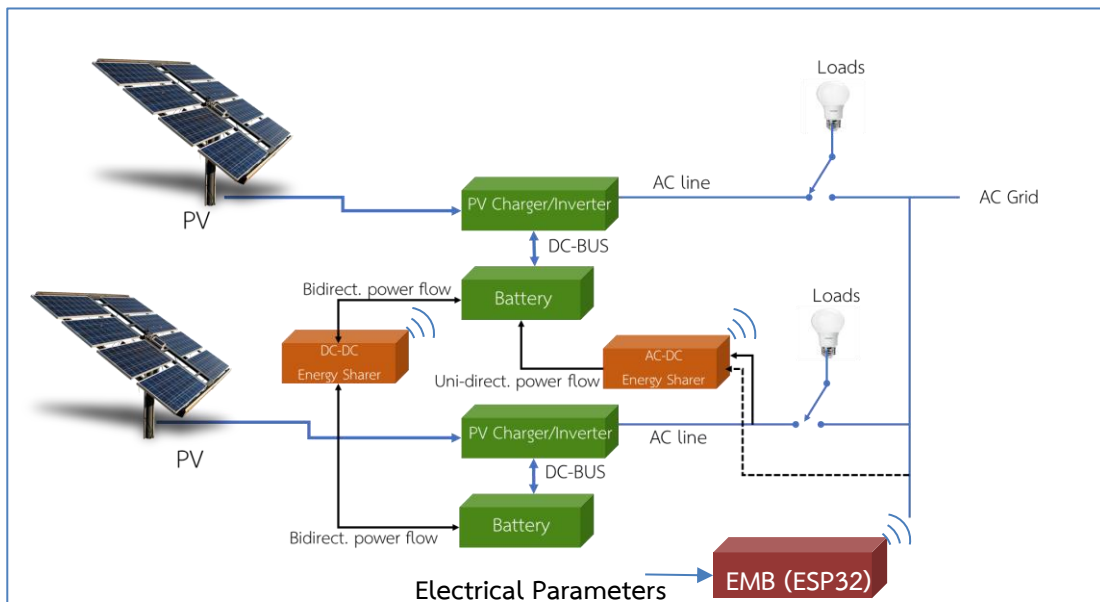 Loads
AC line
AC Grid
PV
PV Charger/Inverter
DC-BUS
Bidirect. power flow
Battery
Loads
DC-DC
Energy Sharer
AC-DC
Energy Sharer
Uni-direct. power flow
PV Charger/Inverter
AC line
PV
DC-BUS
Battery
Bidirect. power flow
Electrical Parameters
EMB (ESP32)